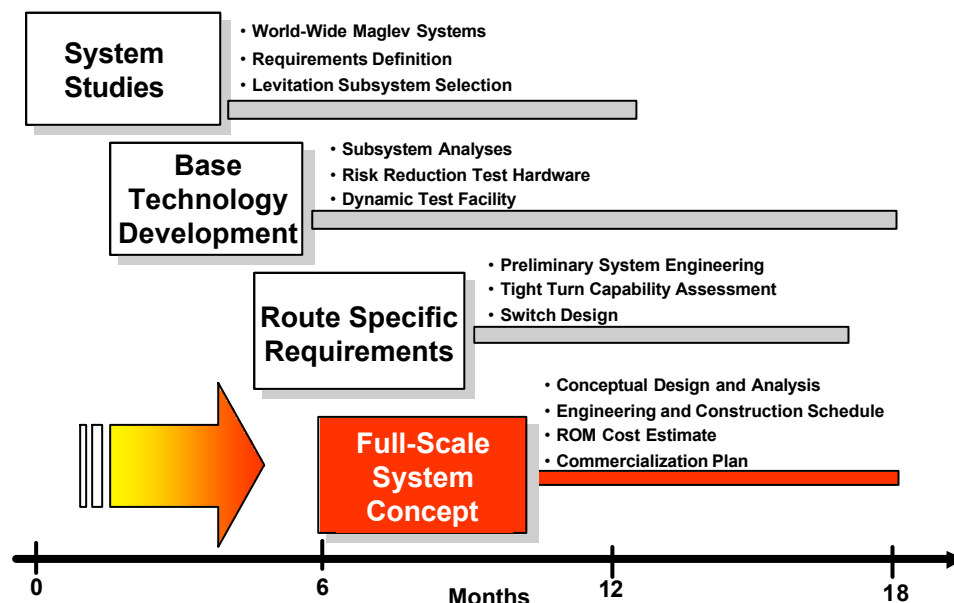 System
Studies
• World-Wide Maglev Systems
• Requirements Definition
• Levitation Subsystem Selection
Base
Technology
Development
• Subsystem Analyses
• Risk Reduction Test Hardware
• Dynamic Test Facility
Route Specific
Requirements
• Preliminary System Engineering
• Tight Turn Capability Assessment
• Switch Design
Full-Scale
System
Concept
• Conceptual Design and Analysis
• Engineering and Construction Schedule
• ROM Cost Estimate
• Commercialization Plan
0
6
12
18
Months